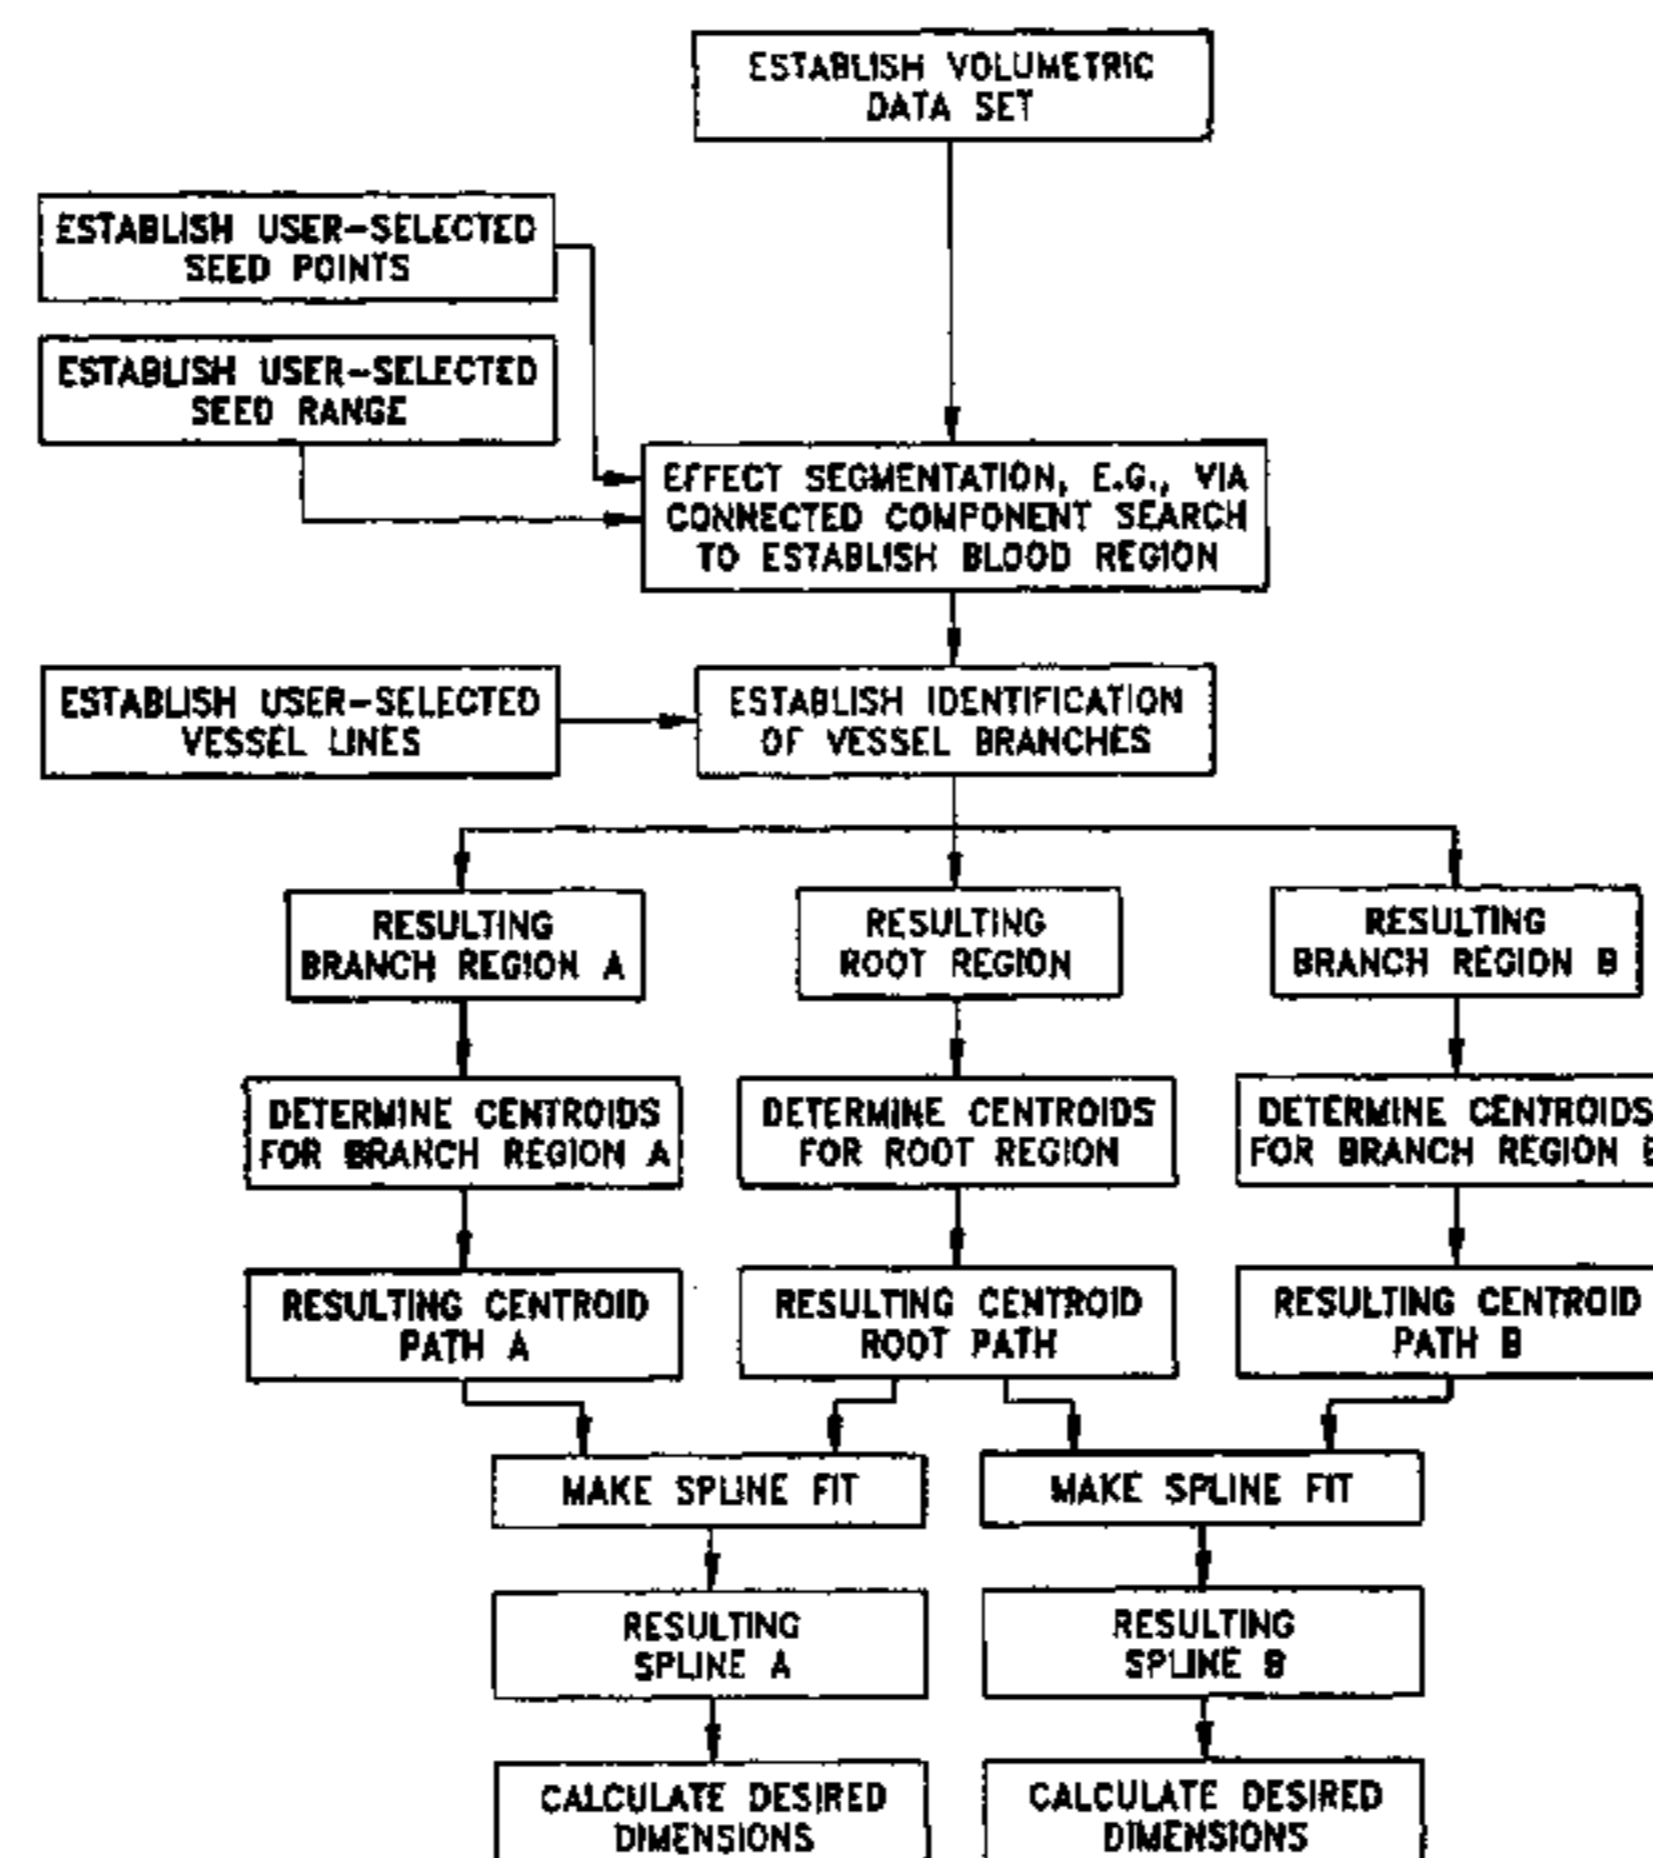 ESTABLISH VOLUMETRIC
DATA SET
ESTABLISH USER-SELECTED
SEED POINTS
ESTABLISH USER-SELECTED
SEED RANGE
EFFECT SEGMENTATION, E.G., VIA
CONNECTED COMPONENT SEARCH
TO ESTABLISH BLOOD REGION
ESTABLISH USER-SELECTED
VESSEL LINES
ESTABLISH IDENTIFICATION
OF VESSEL BRANCHES
RESULTING
BRANCH REGION A
RESULTING
ROOT REGION
RESULTING
BRANCH REGION B
DETERMINE CENTROIDS
FOR BRANCH REGION A
DETERMINE CENTROIDS
FOR ROOT REGION
DETERMINE CENTROIDS
FOR BRANCH REGION
RESULTING CENTROID
PATH A
RESULTING CENTROID
ROOT PATH
RESULTING CENTROID
PATH B
MAKE SPLINE FIT
MAKE SPLINE FIT
RESULTING
SPLINE A
RESULTING
SPLINE B
CALCULATE DESIRED
DIMENSIONS
CALCULATE DESIRED
DIMENSIONS